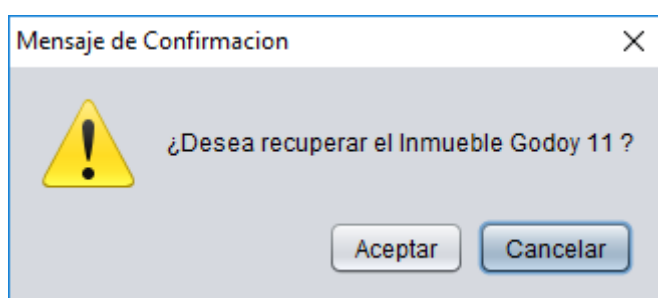 Mensaje de Confirmacion
¿Desea recuperar el Inmueble Godoy 11 ?
Aceptar Cancelar